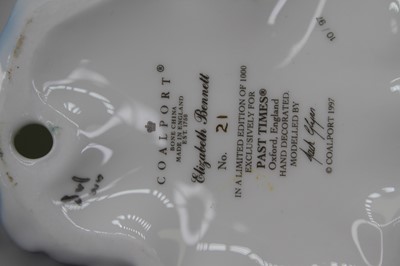 COALPORT®
BONE CHINA
MADE IN ENGLAND
EST 1750
Elizabeth Bennett
No. 21
IN A LIMITED EDITION OF 1000
EXCLUSIVELY FOR
PAST TIMES®
Oxford, England
HAND DECORATED.
MODELLED BY
© COALPORT 1997